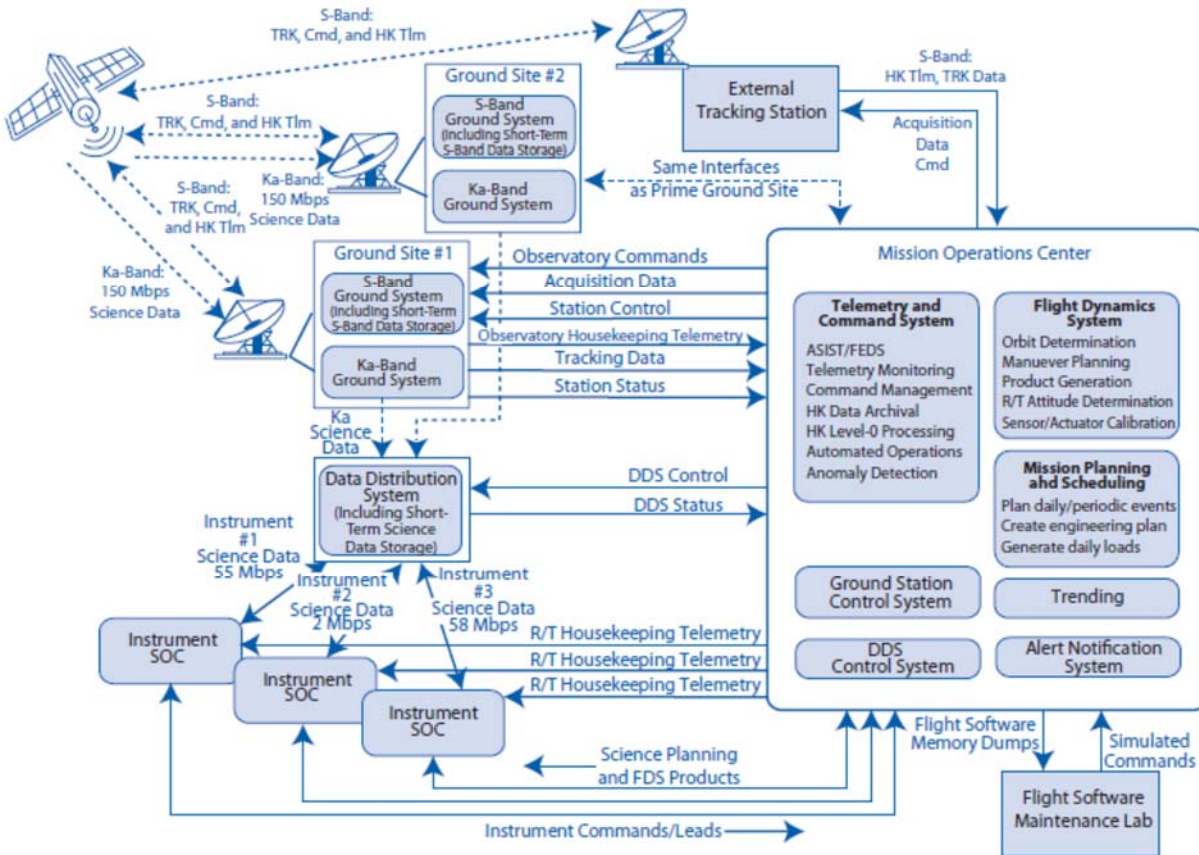 S-Band:
TRK, Cmd, and HK Tlm
S-Band:
HK Tlm, TRK Data
External
Tracking Station
Acquisition
Data
Cmd
Ground Site #2
S-Band
Ground System
(Including Short-Term
S-Band Data Storage)
Ka-Band
Ground System
S-Band:
TRK, Cmd, and HK Tlm
Ka-Band:
150 Mbps
Science Data
S-Band:
TRK, Cmd,
and HK Tlm
Ka-Band:
150 Mbps
Science Data
Same Interfaces
as Prime Ground Site
Ground Site #1
S-Band
Ground System
(Including Short-Term
S-Band Data Storage)
Ka-Band
Ground System
Observatory Commands
Acquisition Data
Station Control
Observatory Housekeeping Telemetry
Tracking Data
Station Status
Ka
Science
Data
Data Distribution
System
(Including Short-
Term Science
Data Storage)
DDS Control
DDS Status
Mission Operations Center
Telemetry and
Command System
ASIST/FEDS
Telemetry Monitoring
Command Management
HK Data Archival
HK Level-0 Processing
Automated Operations
Anomaly Detection
Flight Dynamics
System
Orbit Determination
Manuever Planning
Product Generation
R/T Attitude Determination
Sensor/Actuator Calibration
Mission Planning
ahd Scheduling
Plan daily/periodic events
Create engineering plan
Generate daily loads
Ground Station
Control System
Trending
DDS
Control System
Alert Notification
System
Instrument
#1
Science Data
55 Mbps
Instrument
#2
Science Data
2 Mbps
Instrument
#3
Science Data
58 Mbps
Instrument
SOC
Instrument
SOC
Instrument
SOC
R/T Housekeeping Telemetry
R/T Housekeeping Telemetry
R/T Housekeeping Telemetry
Science Planning
and FDS Products
Instrument Commands/Leads
Flight Software
Memory Dumps
Simulated
Commands
Flight Software
Maintenance Lab